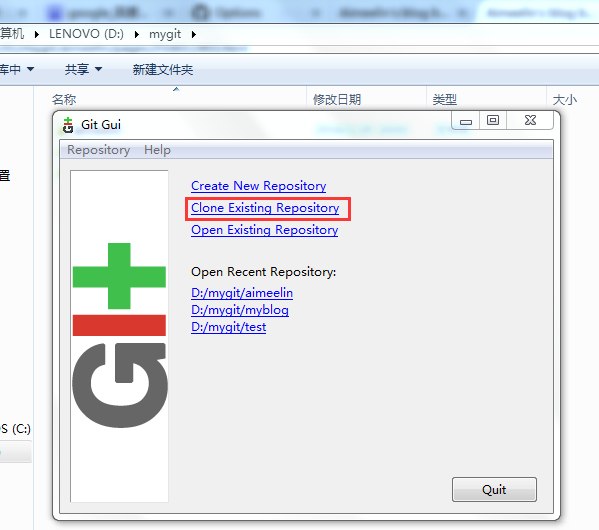 Options
算机 ▸ LENOVO (D:) ▸ mygit ▸
库中 ▼ 共享 ▼ 新建文件夹
名称 修改日期 类型 大小
Git Gui
Repository Help
置
Create New Repository
Clone Existing Repository
Open Existing Repository
Open Recent Repository:
D:/mygit/aimeelin
D:/mygit/myblog
D:/mygit/test
GIt
S (C:)
Quit